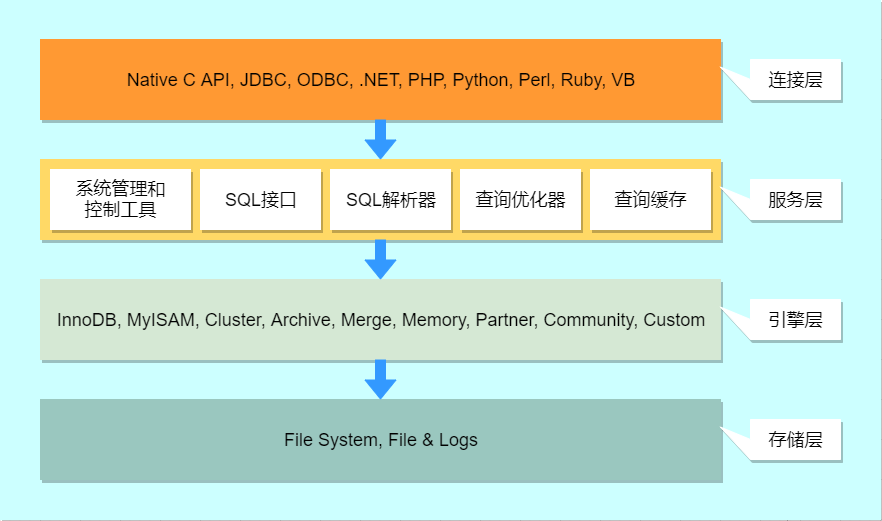 Native C API, JDBC, ODBC, .NET, PHP, Python, Perl, Ruby, VB
连接层
系统管理和
控制工具
SQL接口
SQL解析器
查询优化器
查询缓存
服务层
InnoDB, MyISAM, Cluster, Archive, Merge, Memory, Partner, Community, Custom
引擎层
File System, File & Logs
存储层